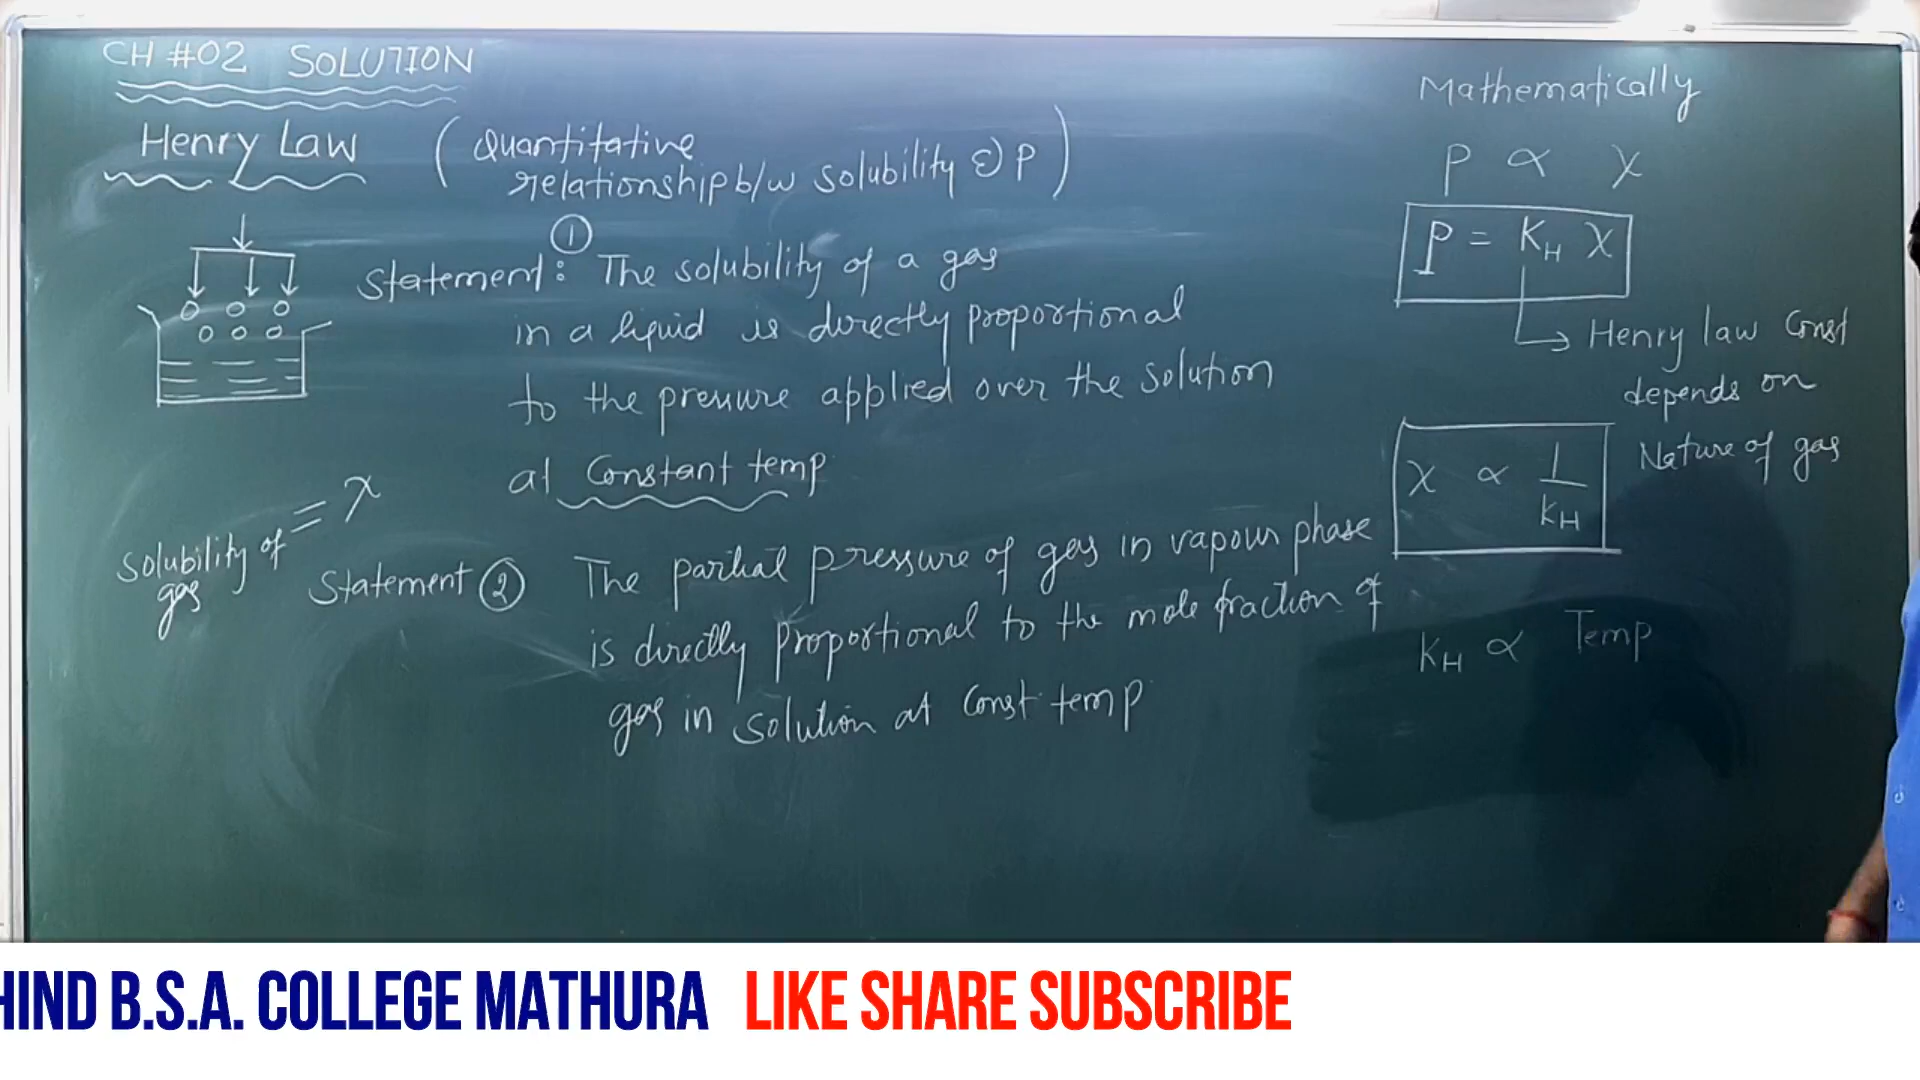 CH #02 SOLUTION
Henry Law
( Quantitative
relationship b/w solubility & P )
Statement : ① The solubility of a gas
in a liquid is directly proportional
to the pressure applied over the solution
at Constant temp
Solubility of
gas
= χ
Statement ② The partial pressure of gas in vapour phase
is directly proportional to the mole fraction of
gas in solution at Const temp
Mathematically
P ∝ χ
P = KH χ
Henry law Const
depends on
Nature of gas
χ ∝ 1/KH
KH ∝ Temp
HIND B.S.A. COLLEGE MATHURA LIKE SHARE SUBSCRIBE